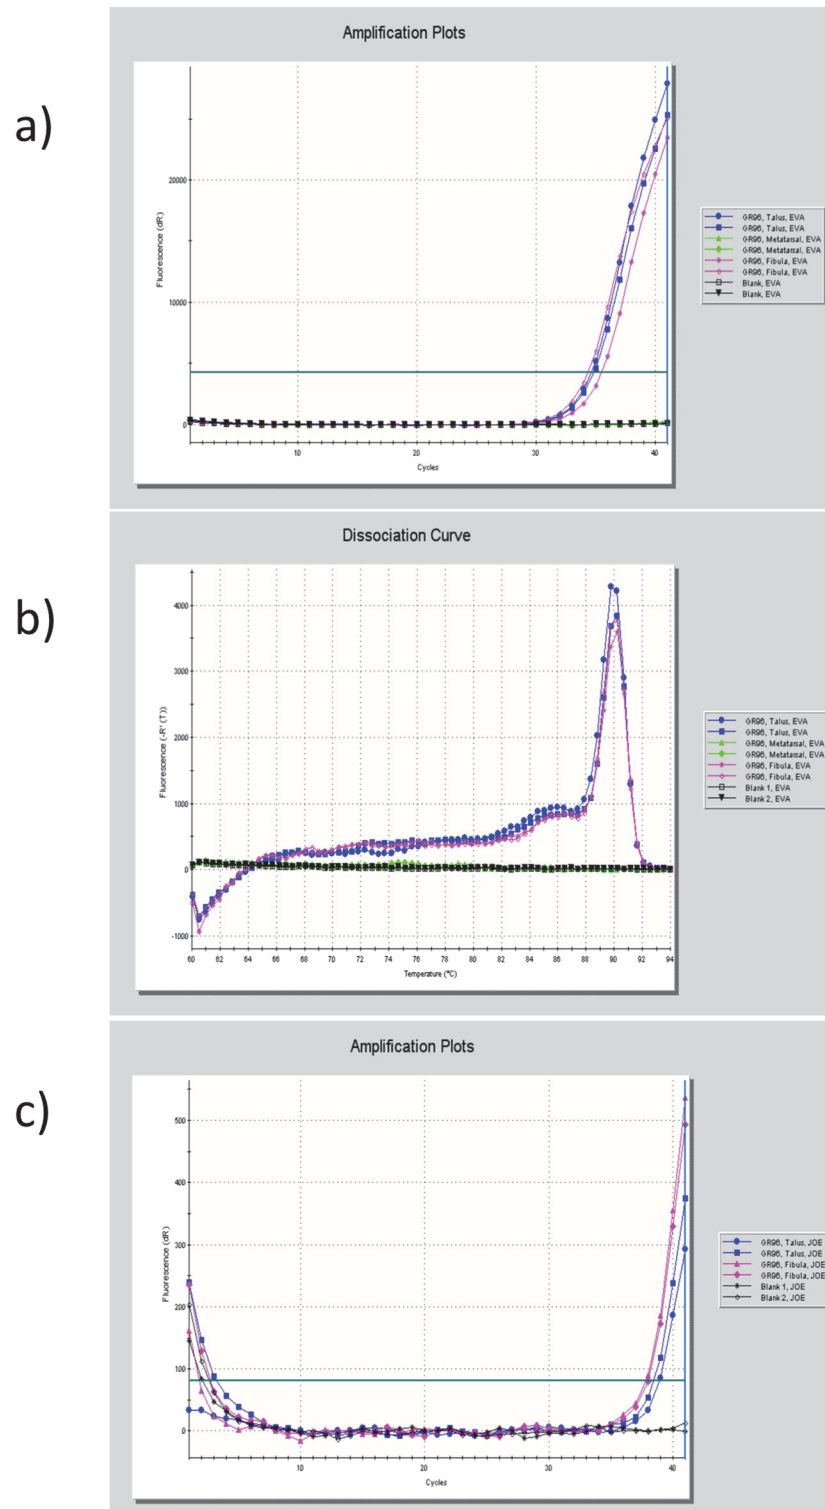 a)
Amplification Plots
Fluorescence (dR)
20000
10000
0
10
20
30
40
Cycles
GR96, Talus, EVA
GR96, Talus, EVA
GR96, Metatarsal, EVA
GR96, Metatarsal, EVA
GR96, Fibula, EVA
GR96, Fibula, EVA
Blank, EVA
Blank, EVA
b)
Dissociation Curve
Fluorescence (-R' (T))
4000
3000
2000
1000
0
-1000
60 62 64 66 68 70 72 74 76 78 80 82 84 86 88 90 92 94
Temperature (°C)
GR96, Talus, EVA
GR96, Talus, EVA
GR96, Metatarsal, EVA
GR96, Metatarsal, EVA
GR96, Fibula, EVA
GR96, Fibula, EVA
Blank 1, EVA
Blank 2, EVA
c)
Amplification Plots
Fluorescence (dR)
500
400
300
200
100
0
10
20
30
40
Cycles
GR96, Talus, JOE
GR96, Talus, JOE
GR96, Fibula, JOE
GR96, Fibula, JOE
Blank 1, JOE
Blank 2, JOE